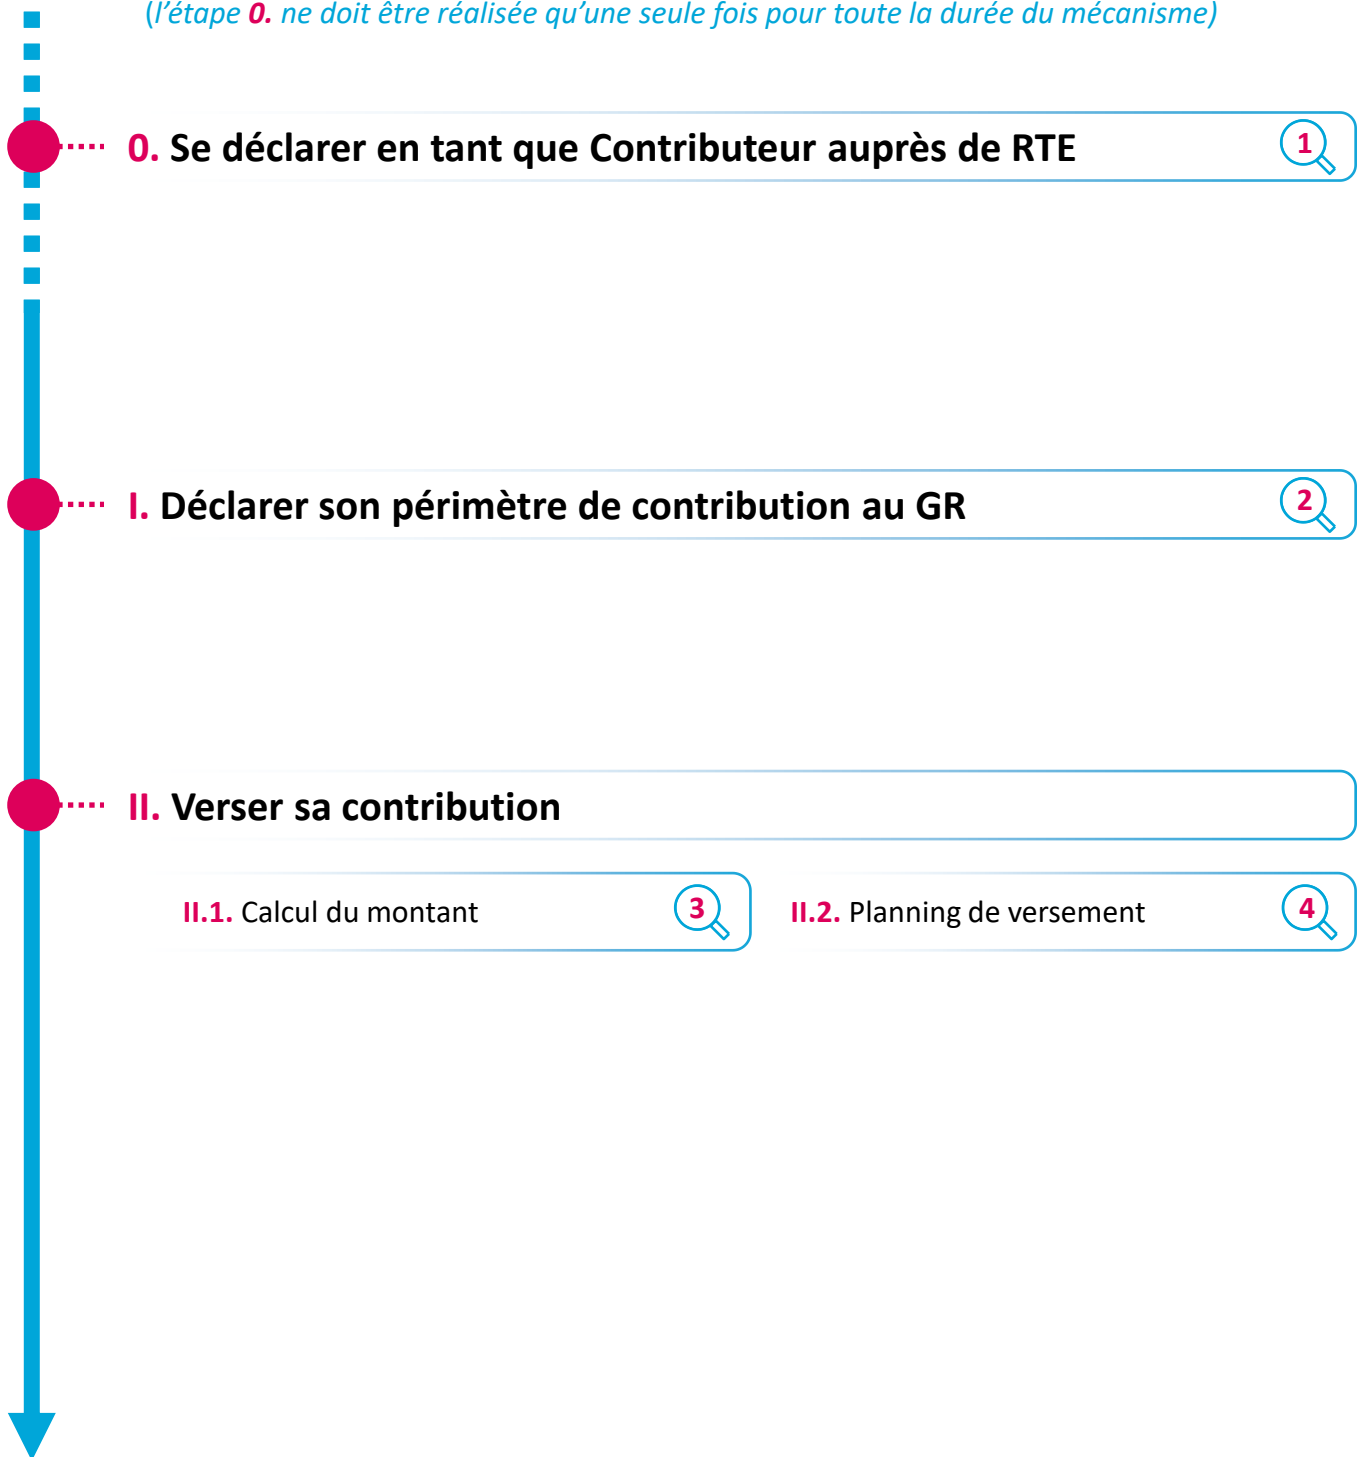 (l'étape 0. ne doit être réalisée qu'une seule fois pour toute la durée du mécanisme)
0. Se déclarer en tant que Contributeur auprès de RTE 1
I. Déclarer son périmètre de contribution au GR 2
II. Verser sa contribution
II.1. Calcul du montant 3
II.2. Planning de versement 4